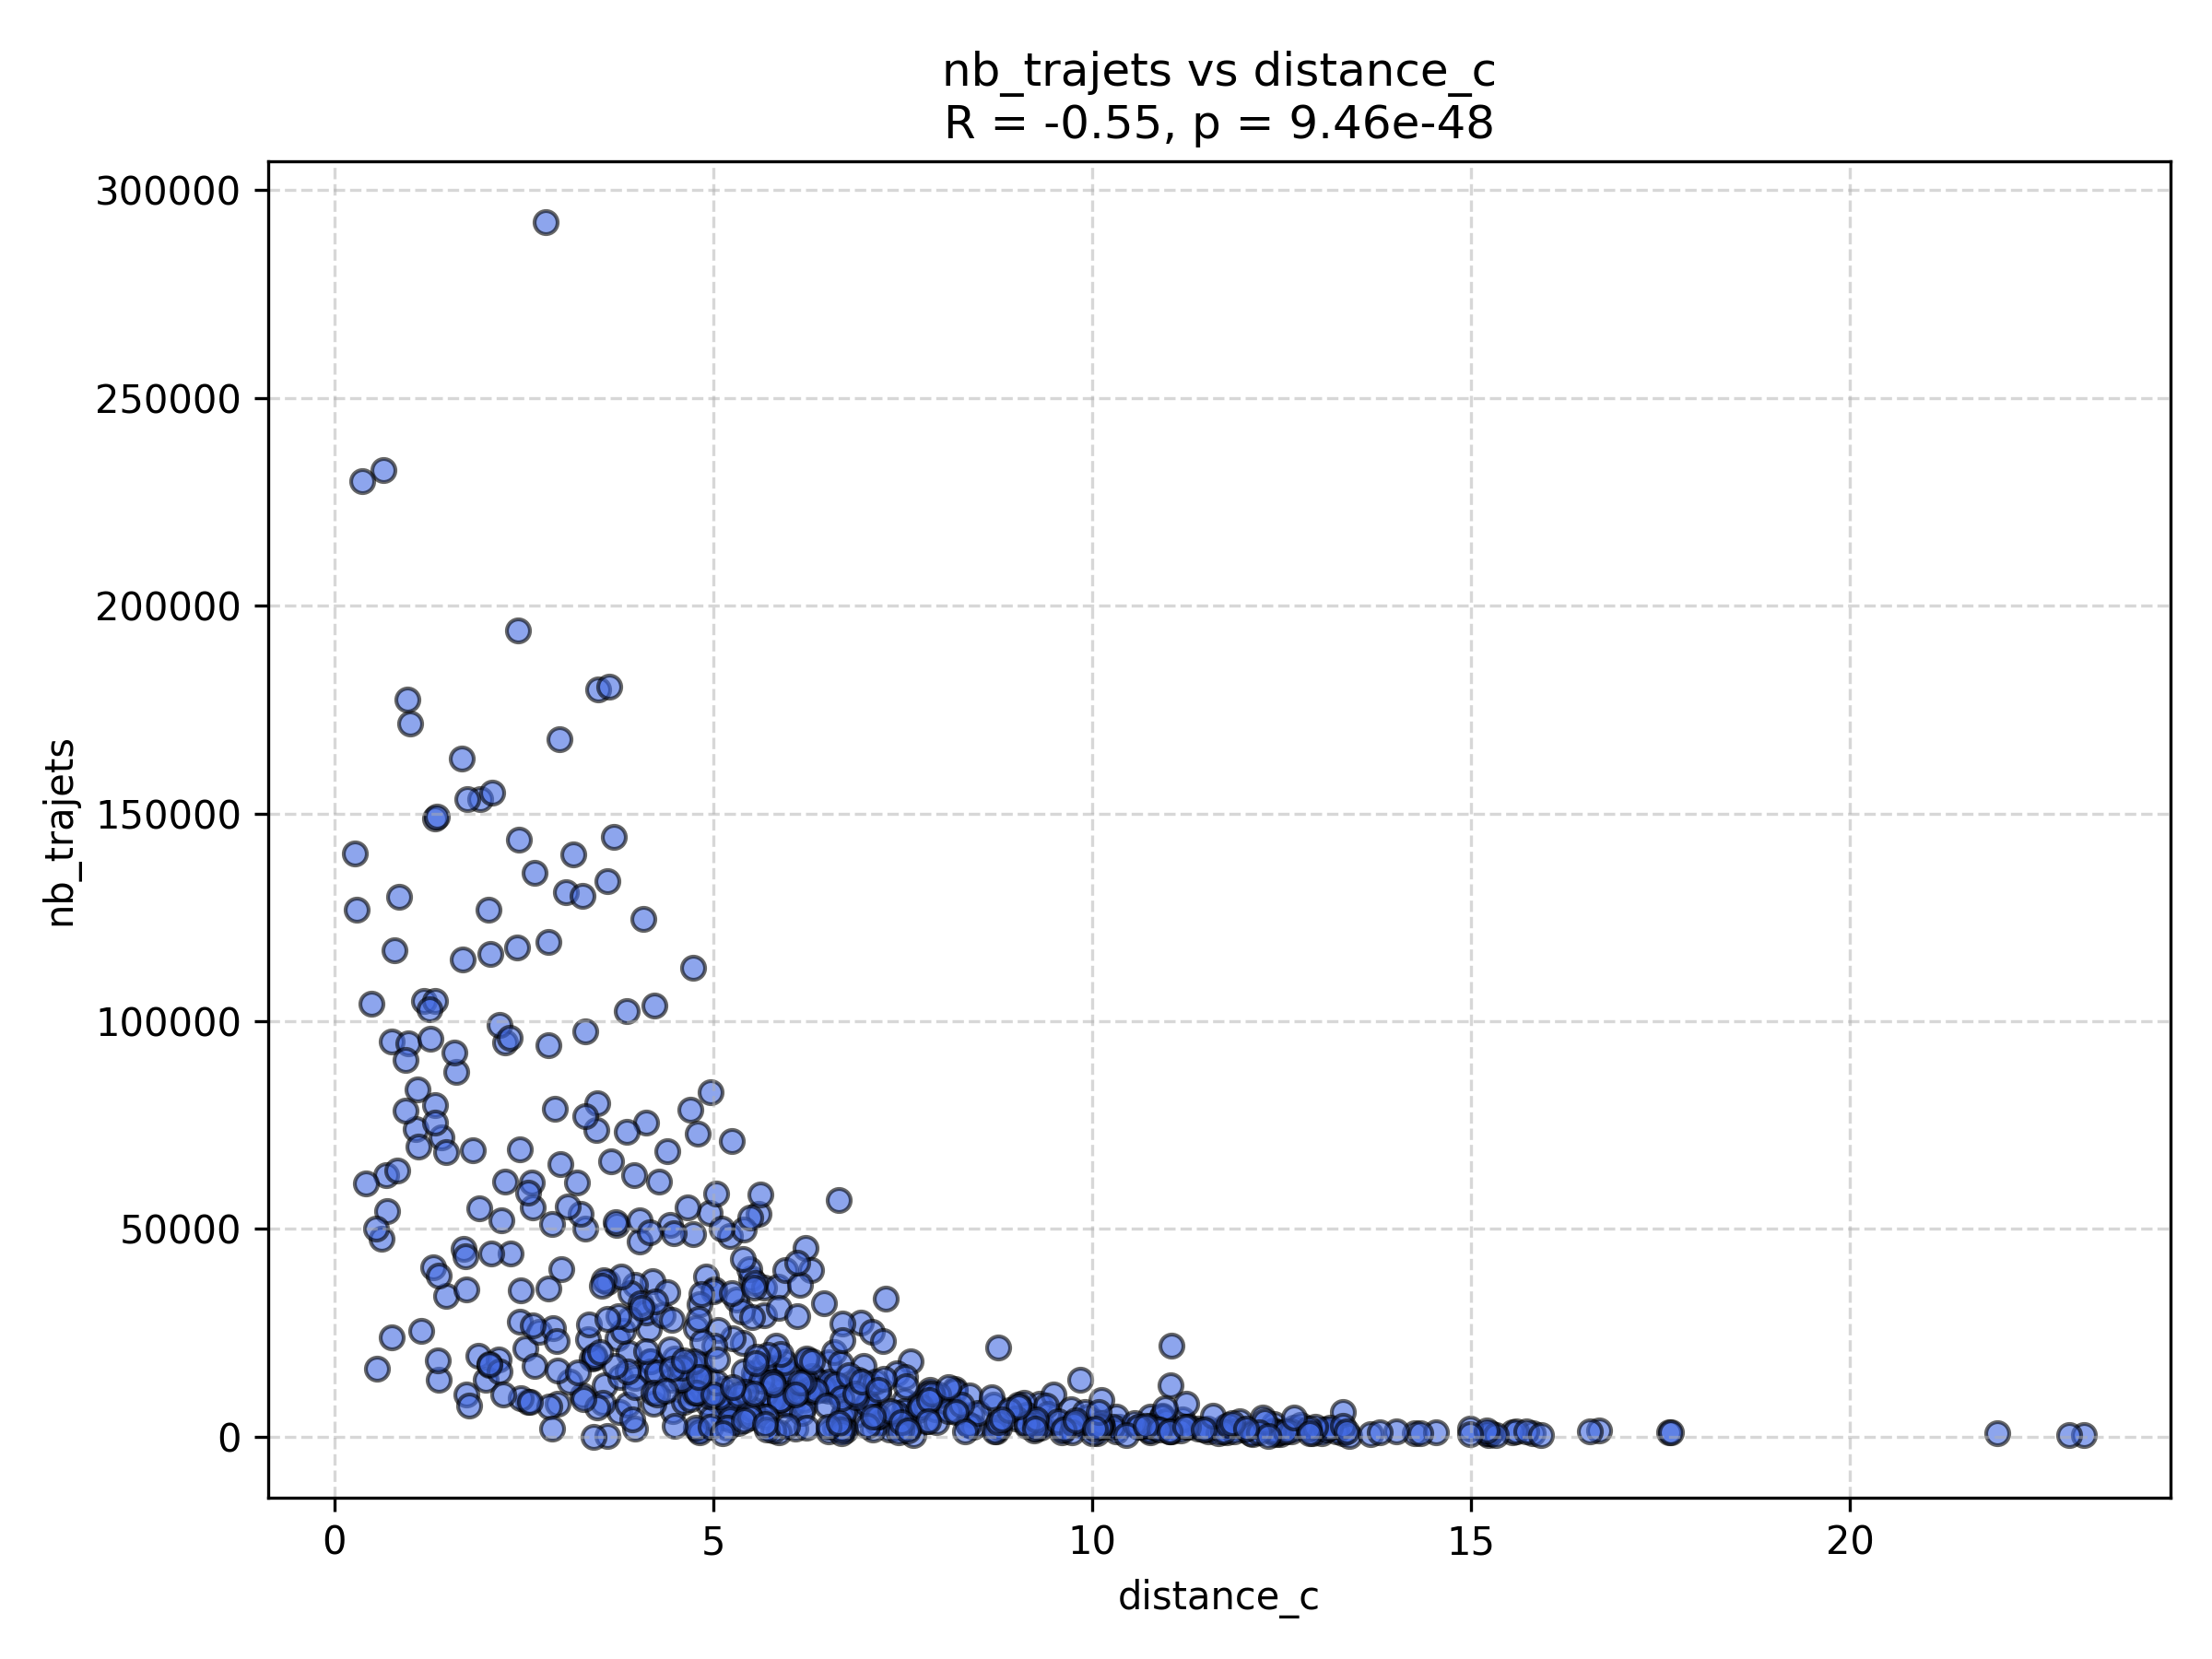 nb_trajets vs distance_c
R = -0.55, p = 9.46e-48
300000
250000
200000
150000
100000
50000
0
nb_trajets
0 5 10 15 20
distance_c